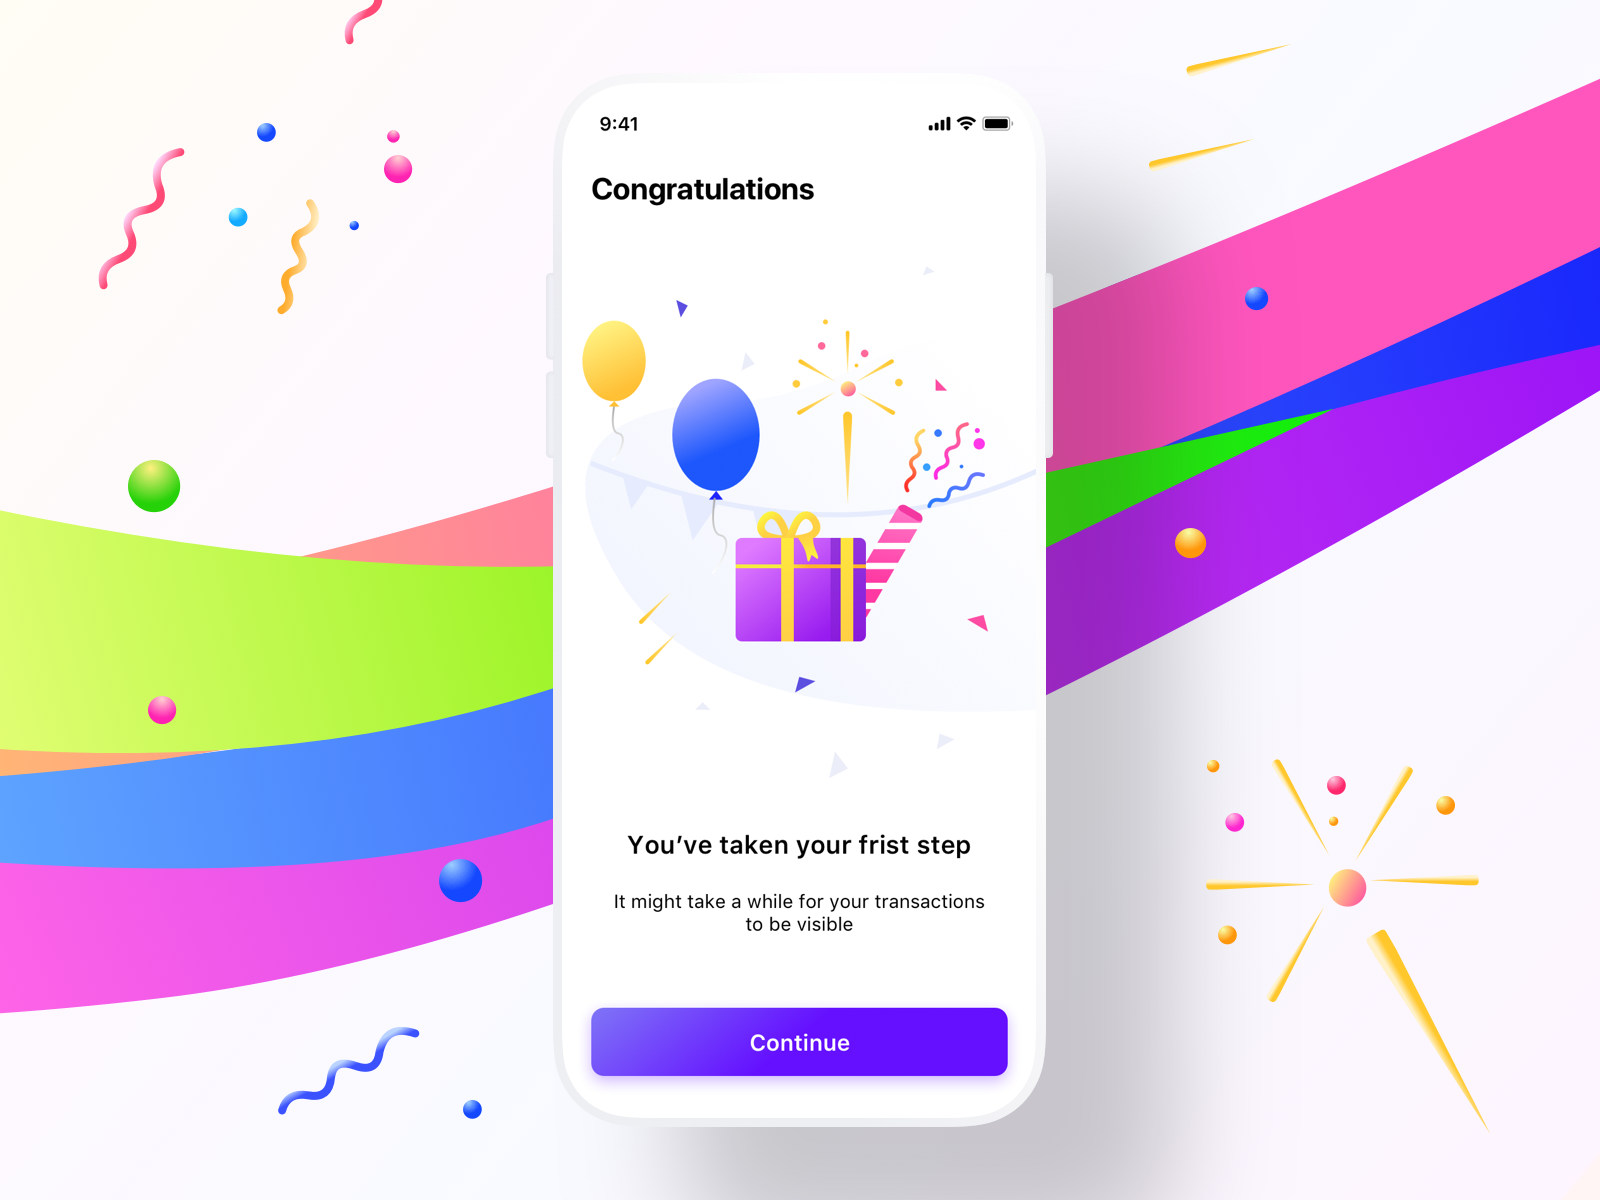 9:41
Congratulations
You’ve taken your frist step
It might take a while for your transactions
to be visible
Continue